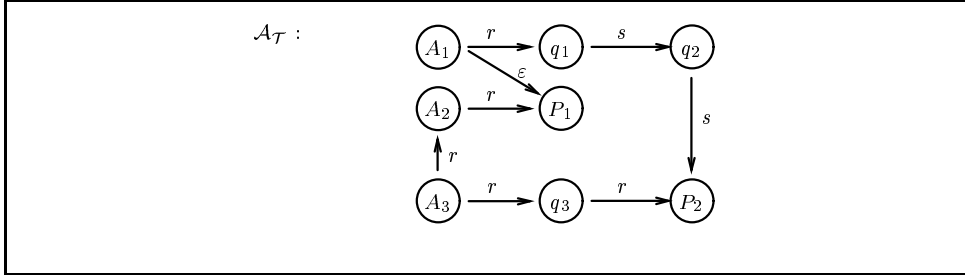 𝒜_𝒯 :
A₁ r q₁ s q₂
ε
A₂ r P₁
s
r
A₃ r q₃ r P₂